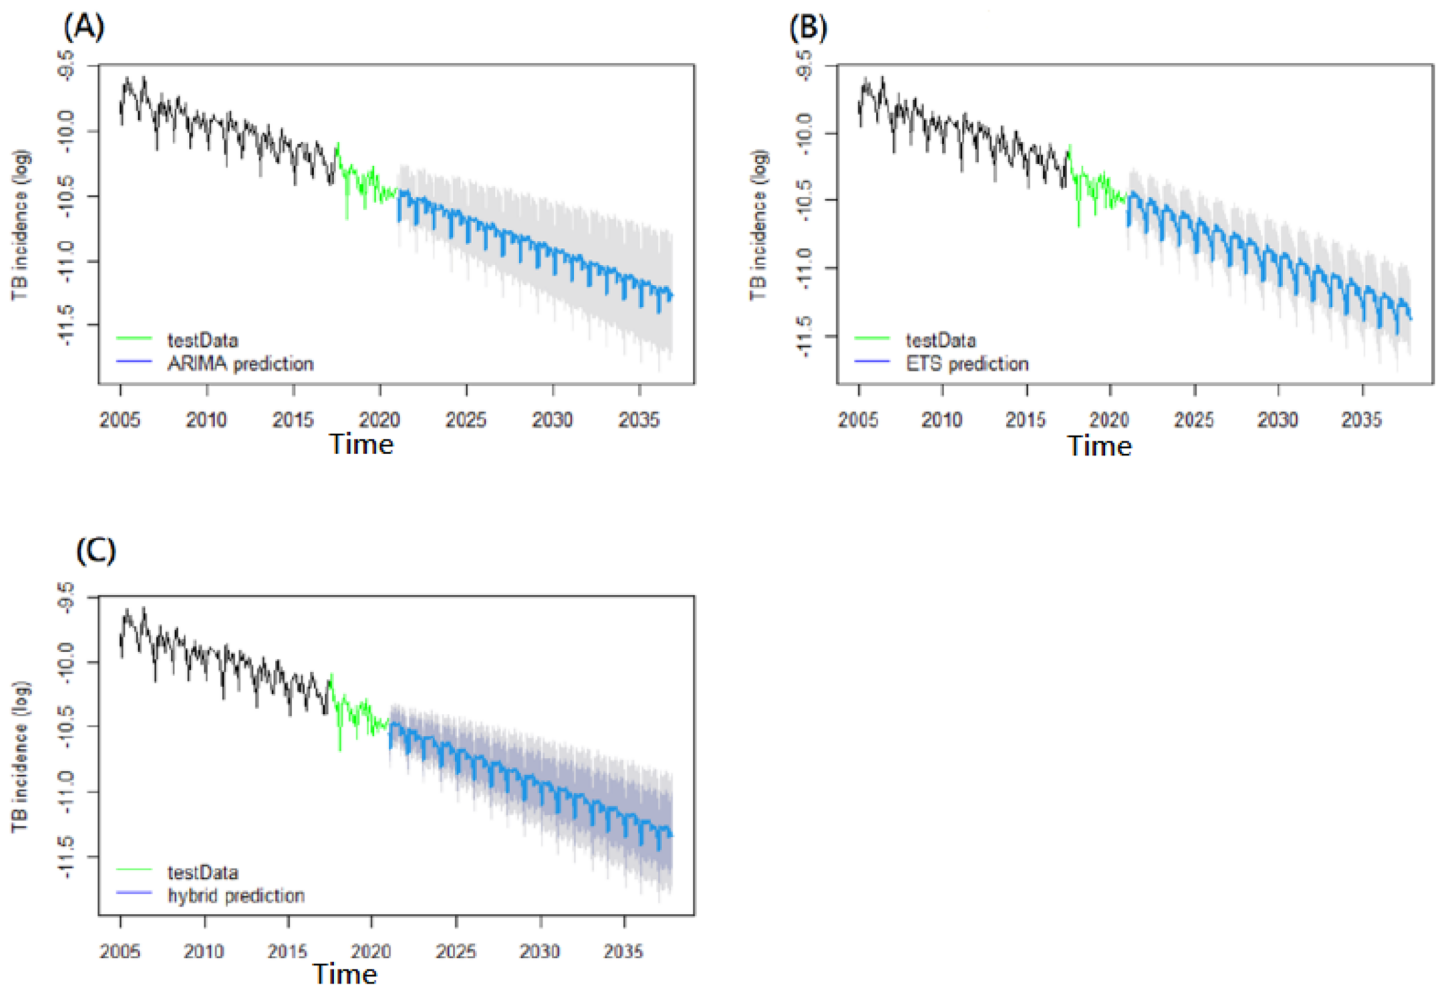 (A)
TB incidence (log)
-9.5
-10.0
-10.5
-11.0
-11.5
testData
ARIMA prediction
2005 2010 2015 2020 2025 2030 2035
Time
(B)
TB incidence (log)
-9.5
-10.0
-10.5
-11.0
-11.5
testData
ETS prediction
2005 2010 2015 2020 2025 2030 2035
Time
(C)
TB incidence (log)
-9.5
-10.0
-10.5
-11.0
-11.5
testData
hybrid prediction
2005 2010 2015 2020 2025 2030 2035
Time